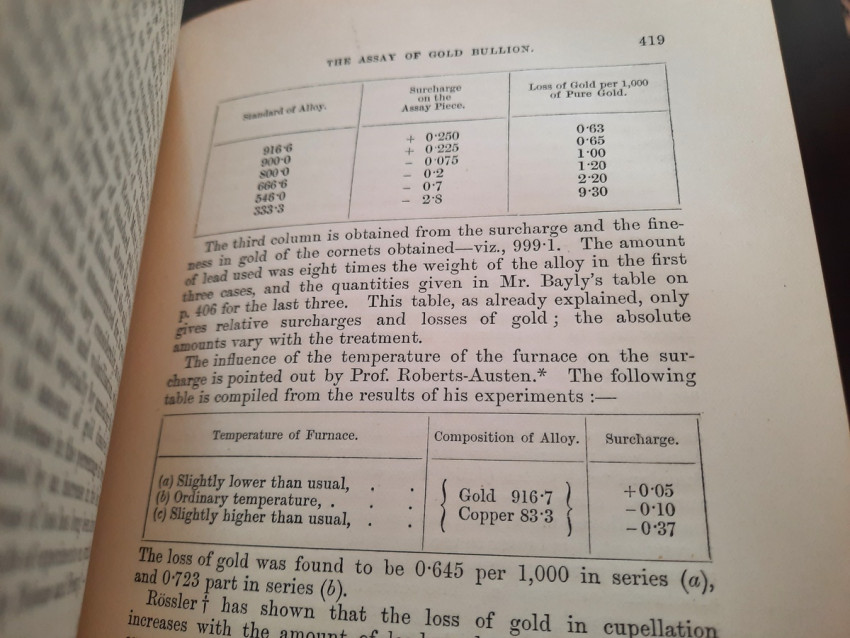 THE ASSAY OF GOLD BULLION. 419
Standard of Alloy. Surcharge on the Assay Piece. Loss of Gold per 1,000 of Pure Gold.
916·6 + 0·250 0·63
900·0 + 0·225 0·65
800·0 - 0·075 1·00
666·6 - 0·2 1·20
546·0 - 0·7 2·20
333·3 - 2·8 9·30
The third column is obtained from the surcharge and the fine-
ness in gold of the cornets obtained—viz., 999·1. The amount
of lead used was eight times the weight of the alloy in the first
three cases, and the quantities given in Mr. Bayly's table on
p. 406 for the last three. This table, as already explained, only
gives relative surcharges and losses of gold; the absolute
amounts vary with the treatment.
The influence of the temperature of the furnace on the sur-
charge is pointed out by Prof. Roberts-Austen.* The following
table is compiled from the results of his experiments :—
Temperature of Furnace. Composition of Alloy. Surcharge.
(a) Slightly lower than usual, . . +0·05
(b) Ordinary temperature, . . . { Gold 916·7 Copper 83·3 } -0·10
(c) Slightly higher than usual, . . -0·37
The loss of gold was found to be 0·645 per 1,000 in series (a),
and 0·723 part in series (b).
Rössler † has shown that the loss of gold in cupellation
increases with the amount of